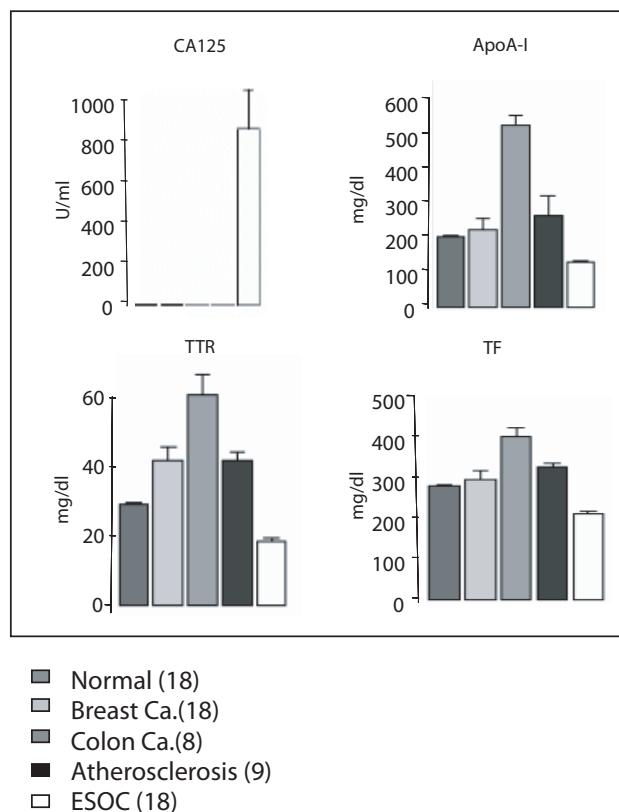 CA125
U/ml
1000
800
600
400
200
0
ApoA-I
mg/dl
600
500
400
300
200
100
0
TTR
mg/dl
60
40
20
0
TF
mg/dl
500
400
300
200
100
0
Normal (18)
Breast Ca.(18)
Colon Ca.(8)
Atherosclerosis (9)
ESOC (18)